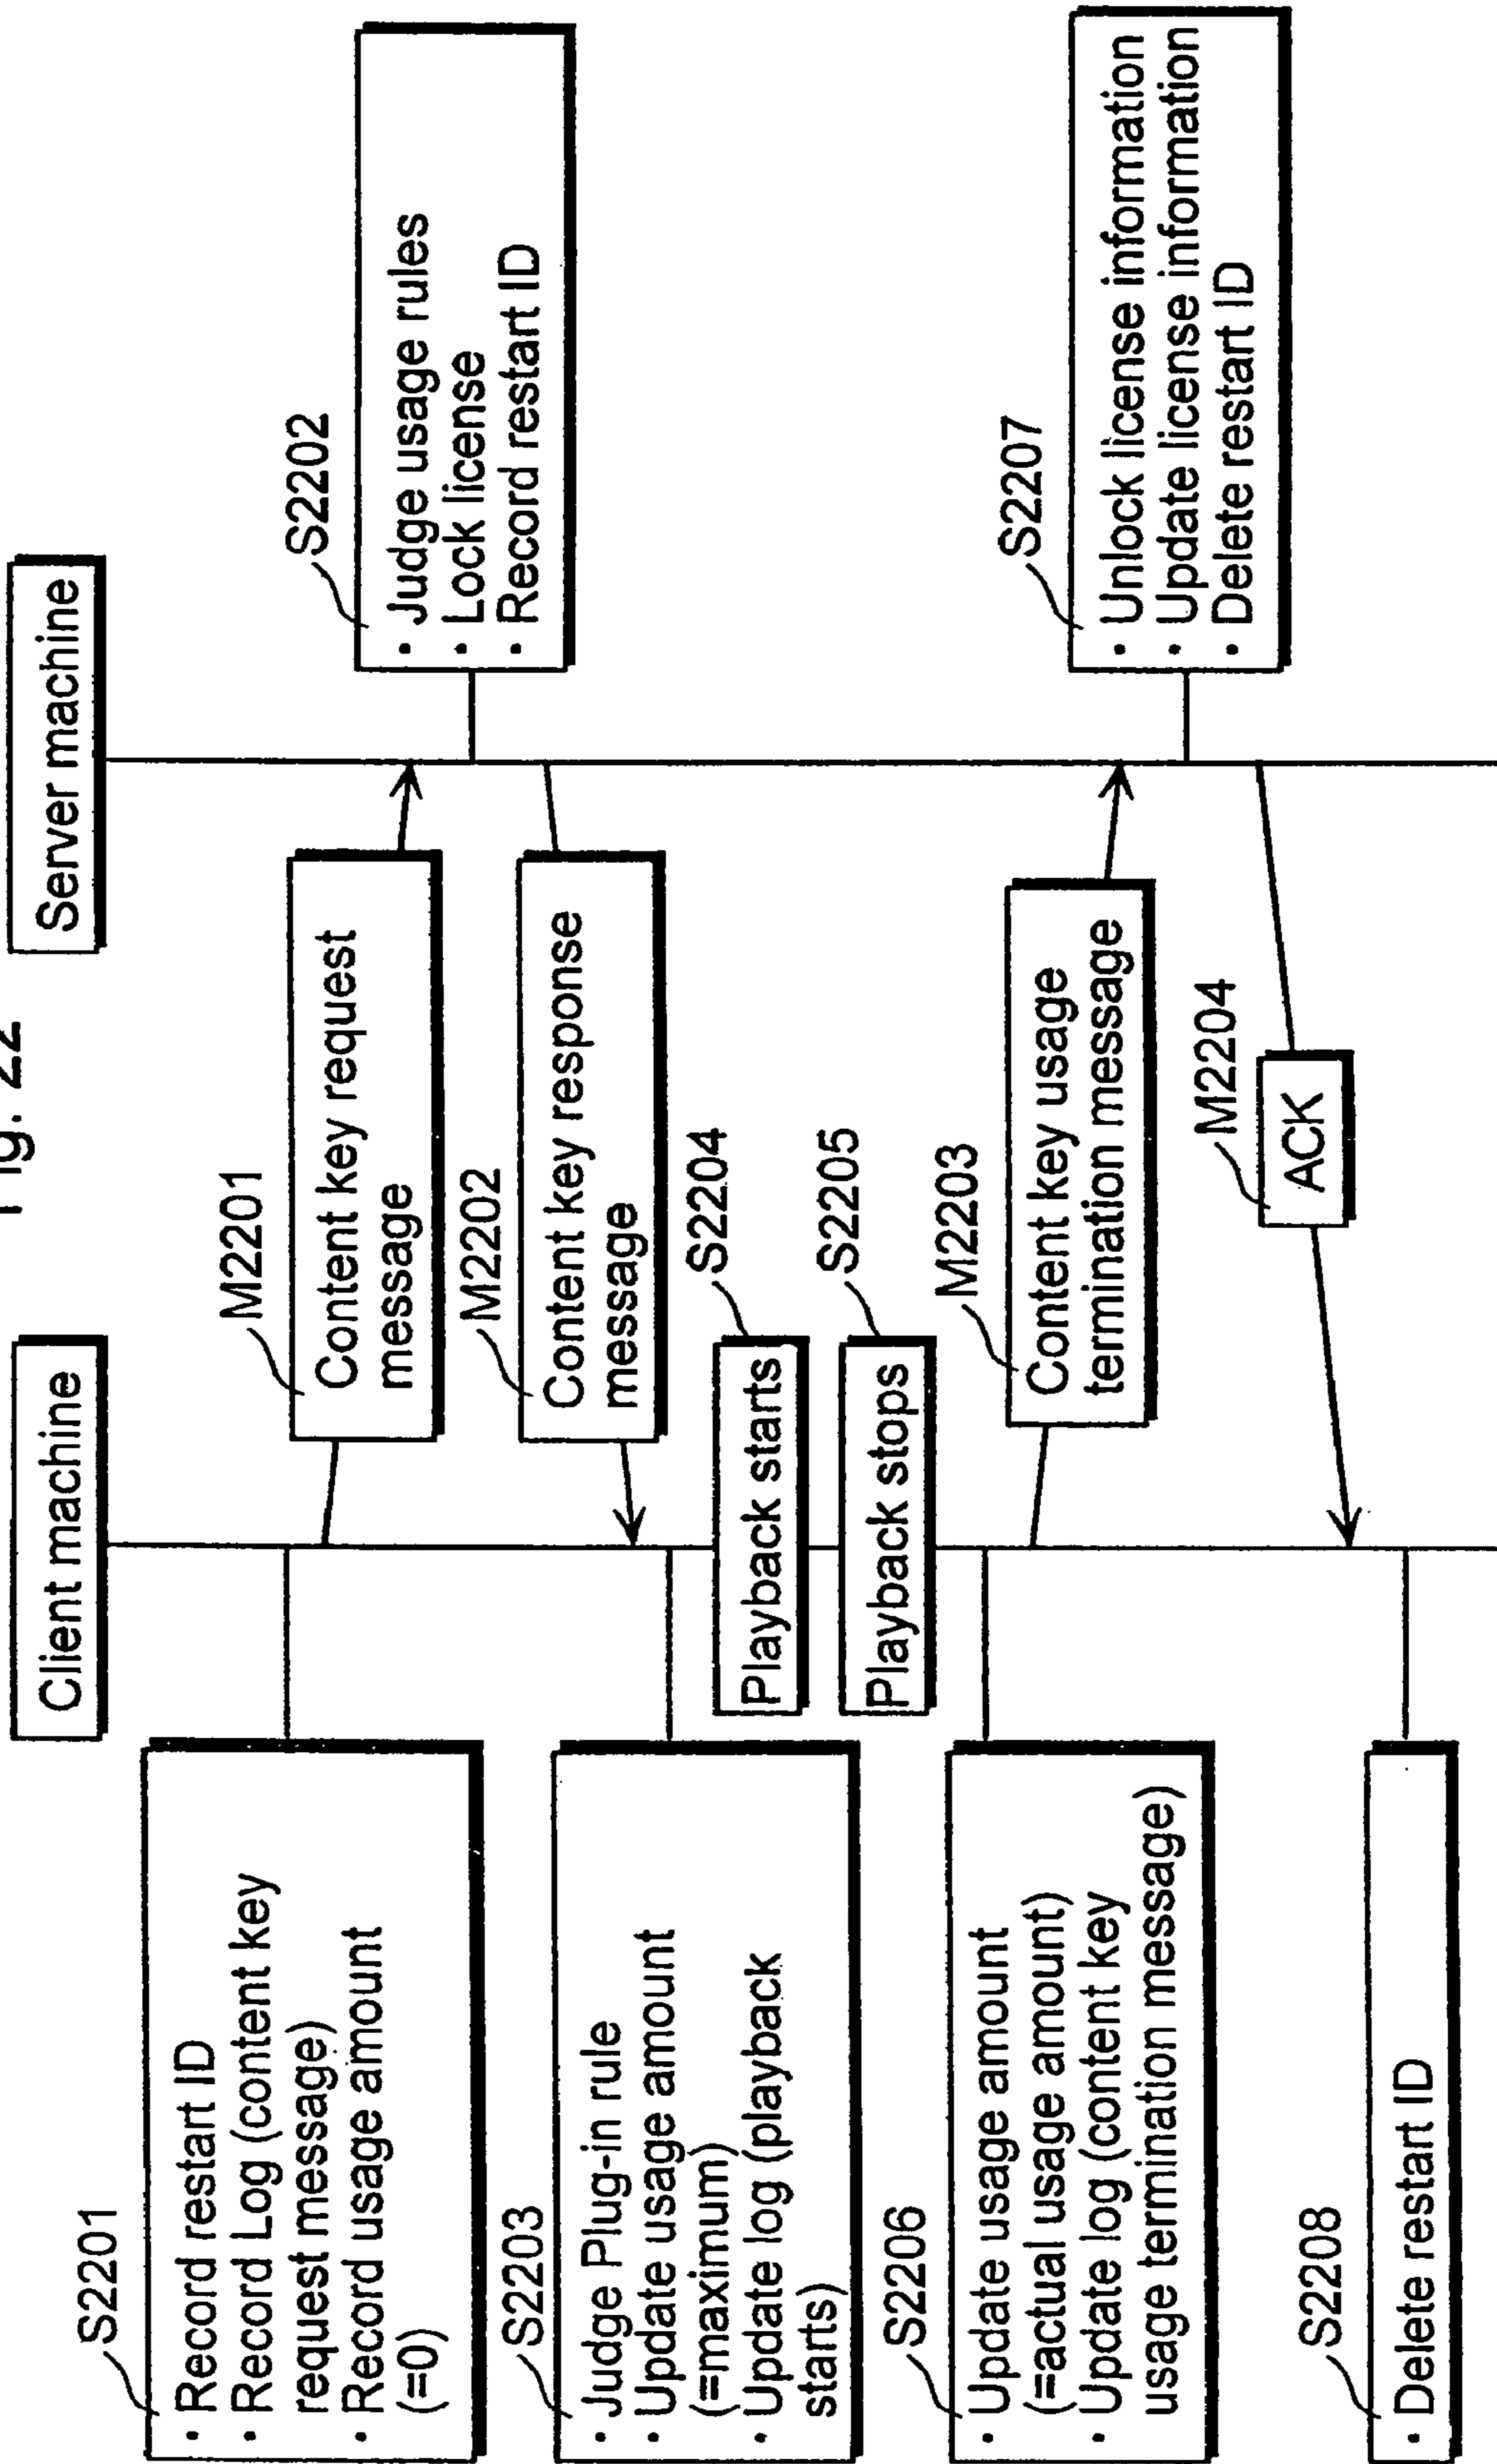 Fig. 22
Client machine
Server machine
S2201
· Record restart ID
· Record Log (content key
request message)
· Record usage amount
(=0)
M2201
Content key request
message
S2202
· Judge usage rules
· Lock license
· Record restart ID
M2202
Content key response
message
S2203
· Judge Plug-in rule
· Update usage amount
(=maximum)
· Update log (playback
starts)
S2204
Playback starts
S2205
Playback stops
S2206
· Update usage amount
(=actual usage amount)
· Update log (content key
usage termination message)
M2203
Content key usage
termination message
S2207
· Unlock license information
· Update license information
· Delete restart ID
M2204
ACK
S2208
· Delete restart ID